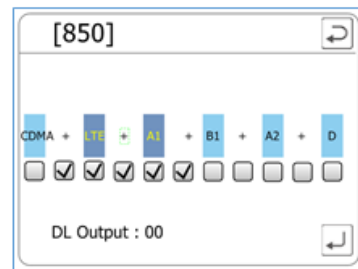 [850]
CDMA + LTE + A1 + B1 + A2 + D
DL Output : 00